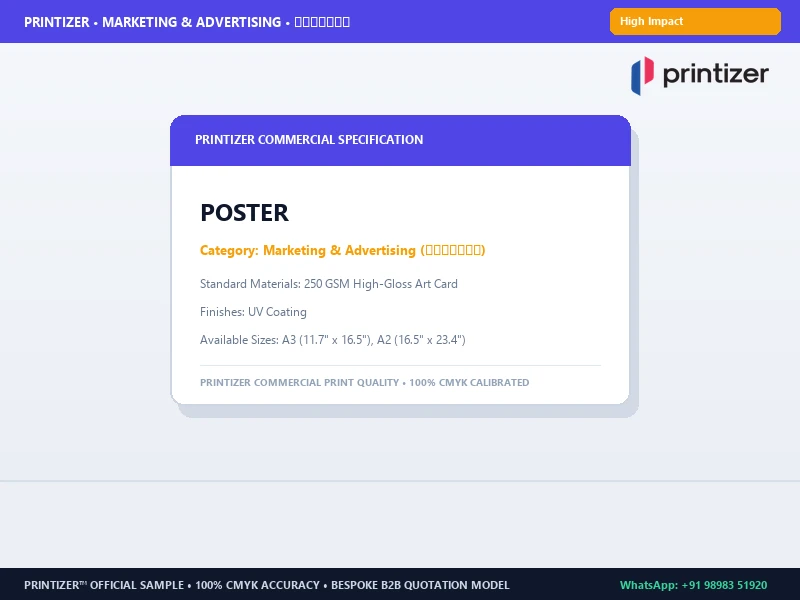 PRINTIZER • MARKETING & ADVERTISING •
High Impact
printizer
PRINTIZER COMMERCIAL SPECIFICATION
POSTER
Category: Marketing & Advertising
Standard Materials: 250 GSM High-Gloss Art Card
Finishes: UV Coating
Available Sizes: A3 (11.7" x 16.5"), A2 (16.5" x 23.4")
PRINTIZER COMMERCIAL PRINT QUALITY • 100% CMYK CALIBRATED
PRINTIZER™ OFFICIAL SAMPLE • 100% CMYK ACCURACY • BESPOKE B2B QUOTATION MODEL
WhatsApp: +91 98983 51920